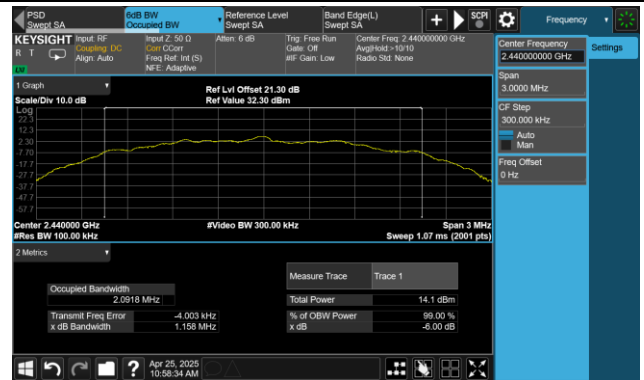 PSD
Swept SA
6dB BW
Occupied BW
Reference Level
Swept SA
Band Edge(L)
Swept SA
SCPI
Frequency
KEYSIGHT
R T
LW
Input: RF
Coupling: DC
Align: Auto
Input Z: 50 Ω
Corr CCorr
Freq Ref: Int (S)
NFE: Adaptive
Atten: 6 dB
Trig: Free Run
Gate: Off
#IF Gain: Low
Center Freq: 2.440000000 GHz
Avg|Hold:>10/10
Radio Std: None
Center Frequency
2.440000000 GHz
Settings
Span
3.0000 MHz
CF Step
300.000 kHz
Auto
Man
Freq Offset
0 Hz
1 Graph
Scale/Div 10.0 dB
Ref Lvl Offset 21.30 dB
Ref Value 32.30 dBm
Log
22.3
12.3
2.30
-7.70
-17.7
-27.7
-37.7
-47.7
-57.7
Center 2.440000 GHz
#Video BW 300.00 kHz
Span 3 MHz
#Res BW 100.00 kHz
Sweep 1.07 ms (2001 pts)
2 Metrics
Measure Trace
Trace 1
Occupied Bandwidth
2.0918 MHz
Total Power
14.1 dBm
Transmit Freq Error
-4.003 kHz
% of OBW Power
99.00 %
x dB Bandwidth
1.158 MHz
x dB
-6.00 dB
?
Apr 25, 2025
10:58:34 AM